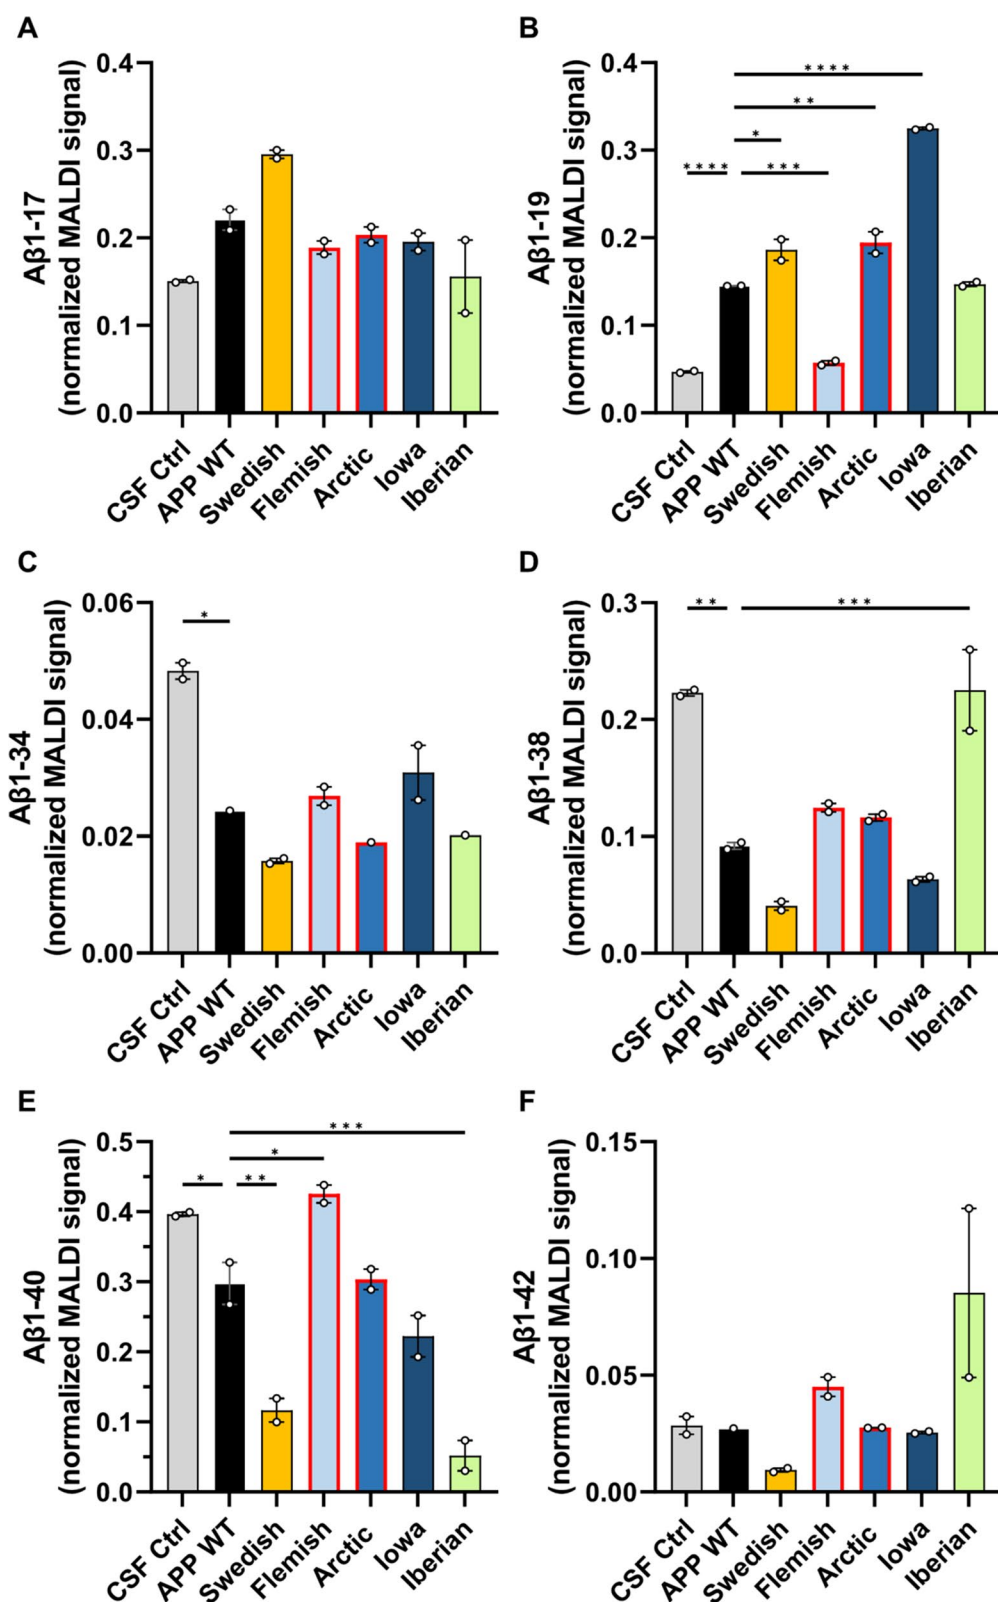 A
Aβ1-17
(normalized MALDI signal)
0.4
0.3
0.2
0.1
0.0
CSF Ctrl
APP WT
Swedish
Flemish
Arctic
Iowa
Iberian
B
Aβ1-19
(normalized MALDI signal)
0.4
0.3
0.2
0.1
0.0
****
**
*
**** ***
CSF Ctrl
APP WT
Swedish
Flemish
Arctic
Iowa
Iberian
C
Aβ1-34
(normalized MALDI signal)
0.06
0.04
0.02
0.00
*
CSF Ctrl
APP WT
Swedish
Flemish
Arctic
Iowa
Iberian
D
Aβ1-38
(normalized MALDI signal)
0.3
0.2
0.1
0.0
** ***
CSF Ctrl
APP WT
Swedish
Flemish
Arctic
Iowa
Iberian
E
Aβ1-40
(normalized MALDI signal)
0.5
0.4
0.3
0.2
0.1
0.0
***
*
* **
CSF Ctrl
APP WT
Swedish
Flemish
Arctic
Iowa
Iberian
F
Aβ1-42
(normalized MALDI signal)
0.15
0.10
0.05
0.00
CSF Ctrl
APP WT
Swedish
Flemish
Arctic
Iowa
Iberian